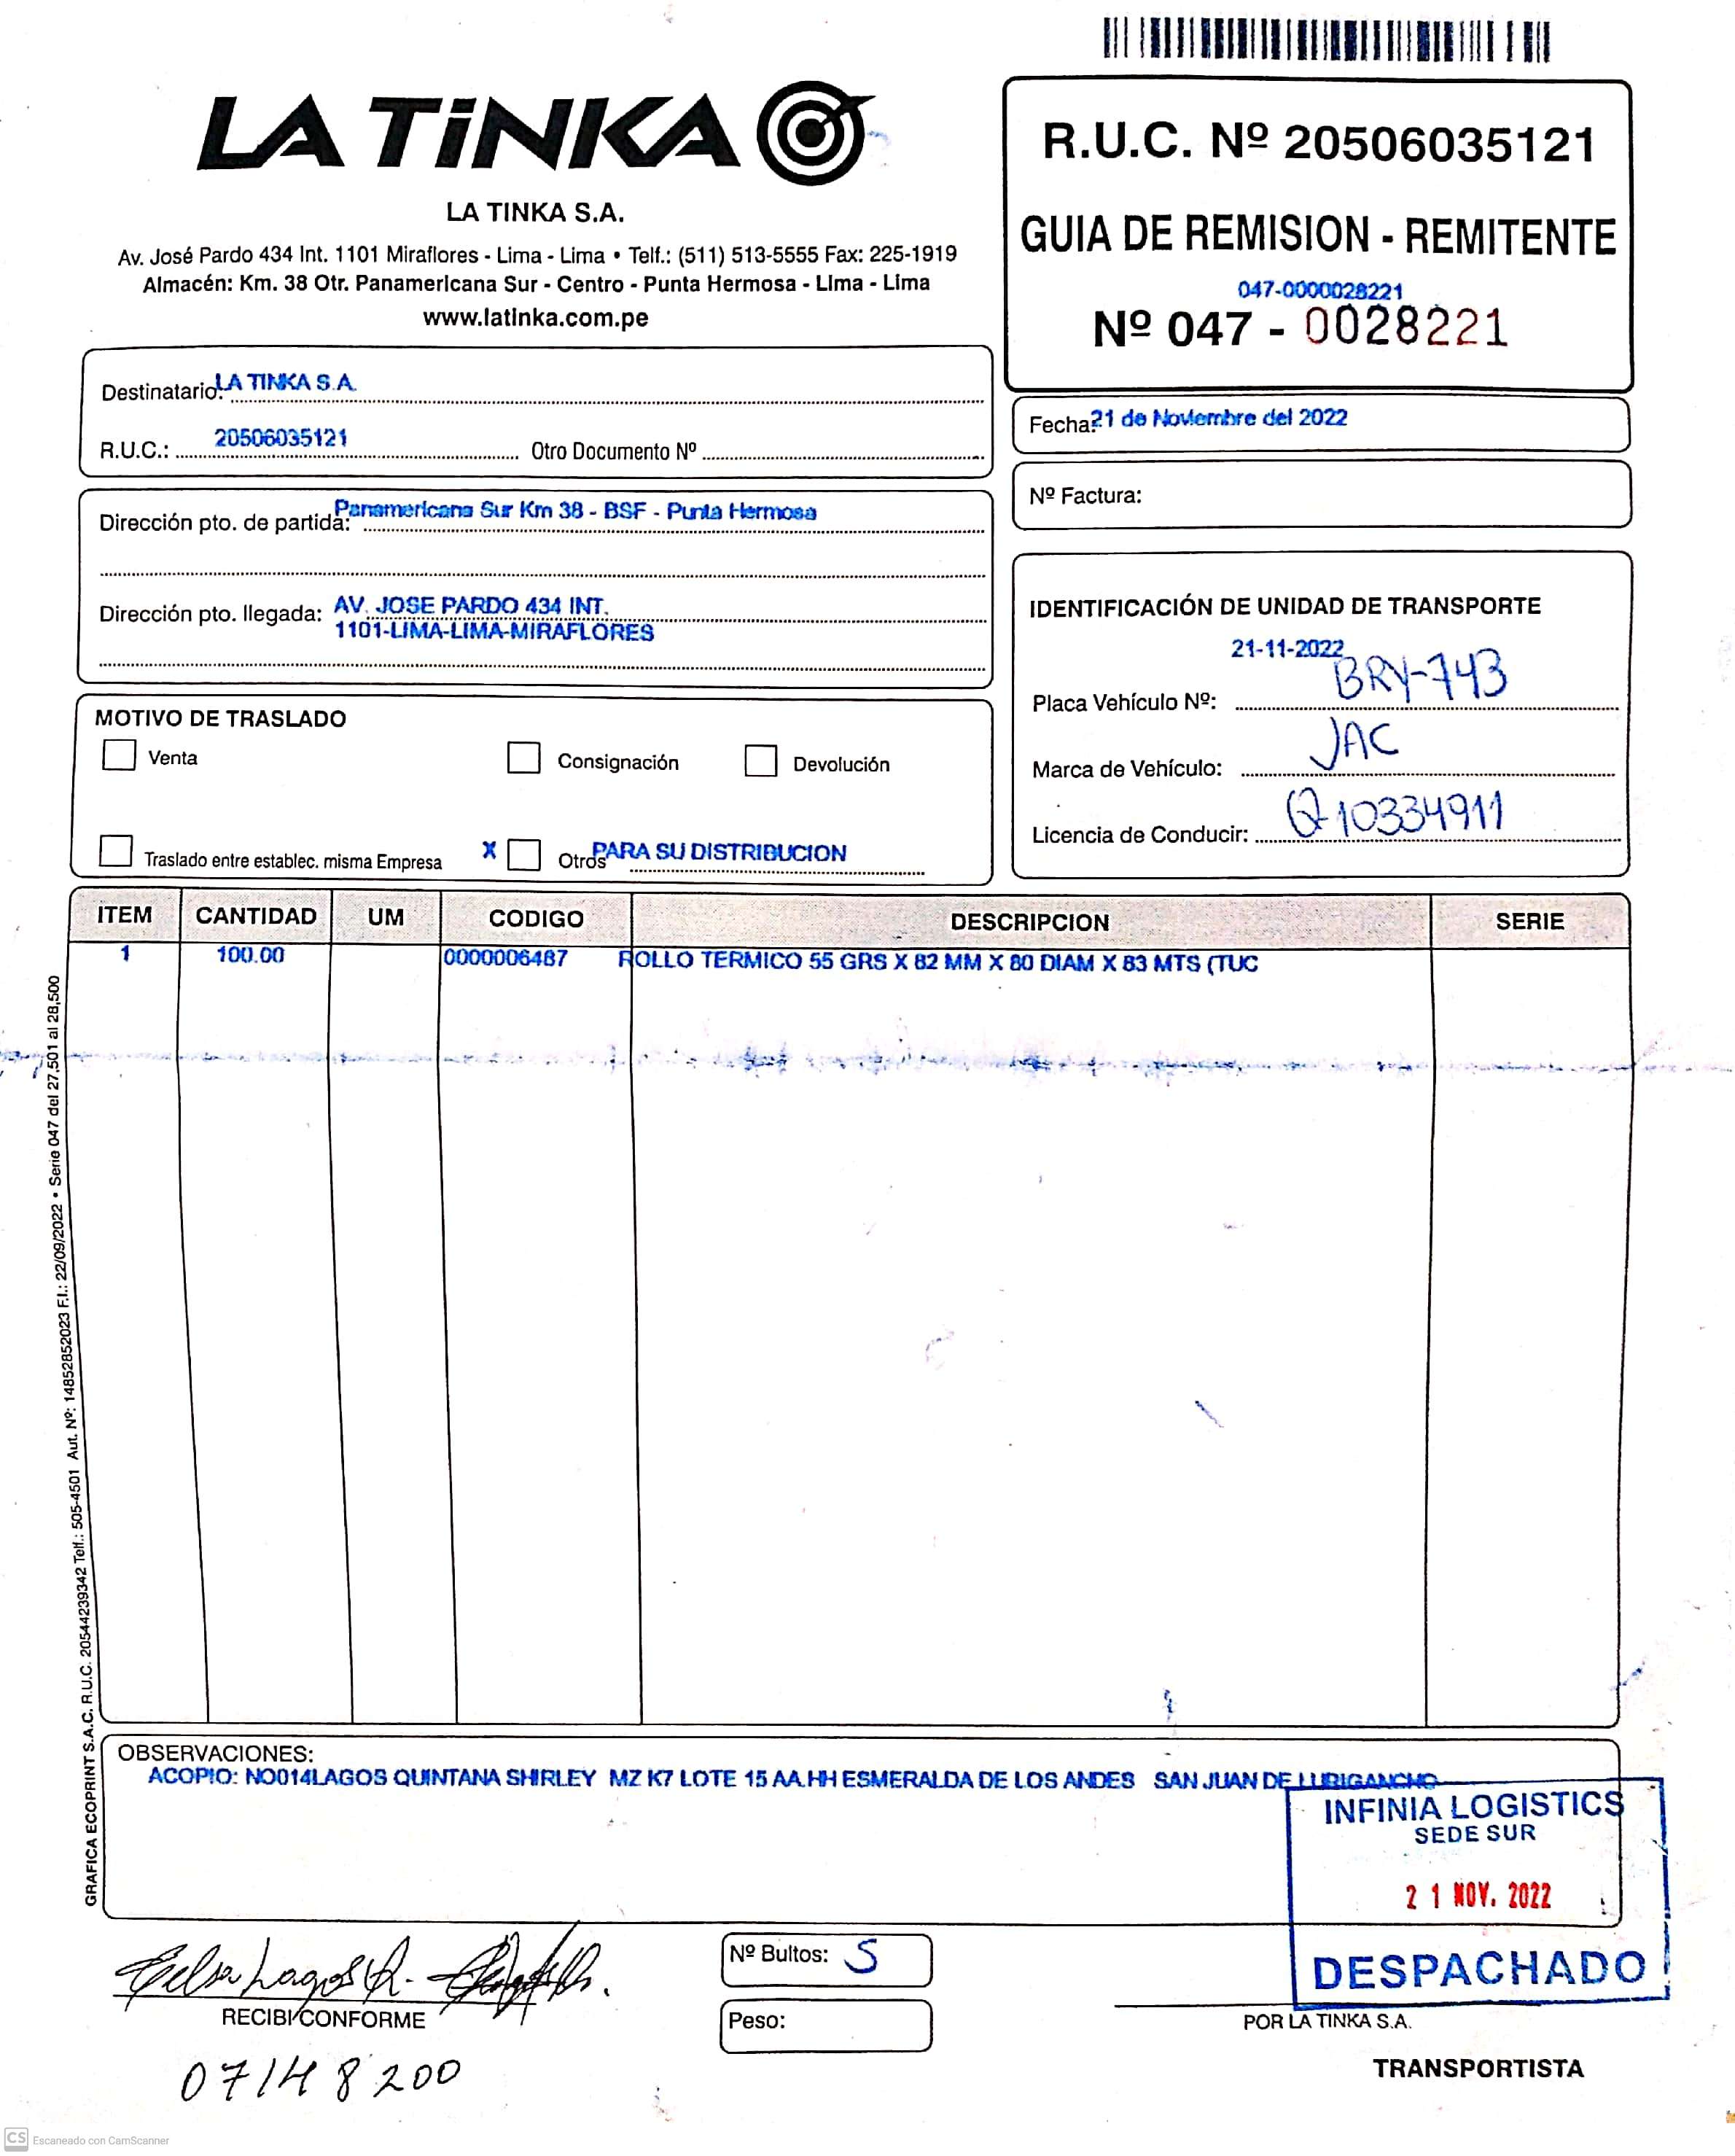 LA TiNKA
LA TINKA S.A.
Av. José Pardo 434 Int. 1101 Miraflores - Lima - Lima • Telf.: (511) 513-5555 Fax: 225-1919
Almacén: Km. 38 Otr. Panamericana Sur - Centro - Punta Hermosa - Lima - Lima
www.latinka.com.pe
R.U.C. Nº 20506035121
GUIA DE REMISION - REMITENTE
047-0000028221
Nº 047 - 0028221
Destinatario: LA TINKA S.A.
R.U.C.: 20506035121 Otro Documento Nº
Fecha: 21 de Noviembre del 2022
Nº Factura:
Dirección pto. de partida: Panamericana Sur Km 38 - BSF - Punta Hermosa
Dirección pto. llegada: AV. JOSE PARDO 434 INT.
1101-LIMA-LIMA-MIRAFLORES
IDENTIFICACIÓN DE UNIDAD DE TRANSPORTE
21-11-2022
Placa Vehículo Nº: BRY-743
Marca de Vehículo: JAC
Licencia de Conducir: Q10334911
MOTIVO DE TRASLADO
Venta Consignación Devolución
Traslado entre establec. misma Empresa X Otros PARA SU DISTRIBUCION
ITEM CANTIDAD UM CODIGO DESCRIPCION SERIE
1 100.00 0000006487 ROLLO TERMICO 55 GRS X 82 MM X 80 DIAM X 83 MTS (TUC
GRAFICA ECOPRINT S.A.C. R.U.C. 20544239342 Telf.: 505-4501 Aut. Nº: 14852852023 F.I.: 22/09/2022 • Serie 047 del 27,501 al 28,500
OBSERVACIONES:
ACOPIO: NO014LAGOS QUINTANA SHIRLEY MZ K7 LOTE 15 AA.HH ESMERALDA DE LOS ANDES SAN JUAN DE LURIGANCHO
INFINIA LOGISTICS
SEDE SUR
21 NOV. 2022
DESPACHADO
Lagos
RECIBI CONFORME
07148200
Nº Bultos: 5
Peso:
POR LA TINKA S.A.
TRANSPORTISTA
CS Escaneado con CamScanner